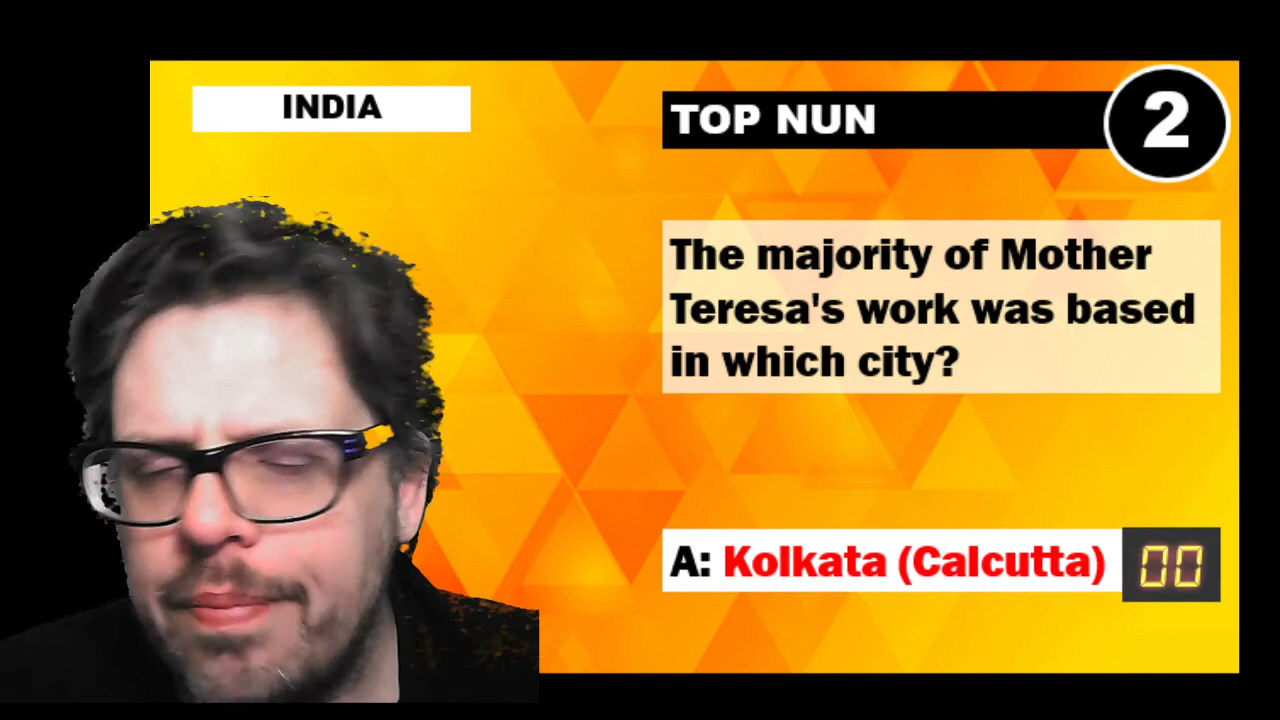 INDIA
TOP NUN
2
The majority of Mother
Teresa's work was based
in which city?
A: Kolkata (Calcutta)
00